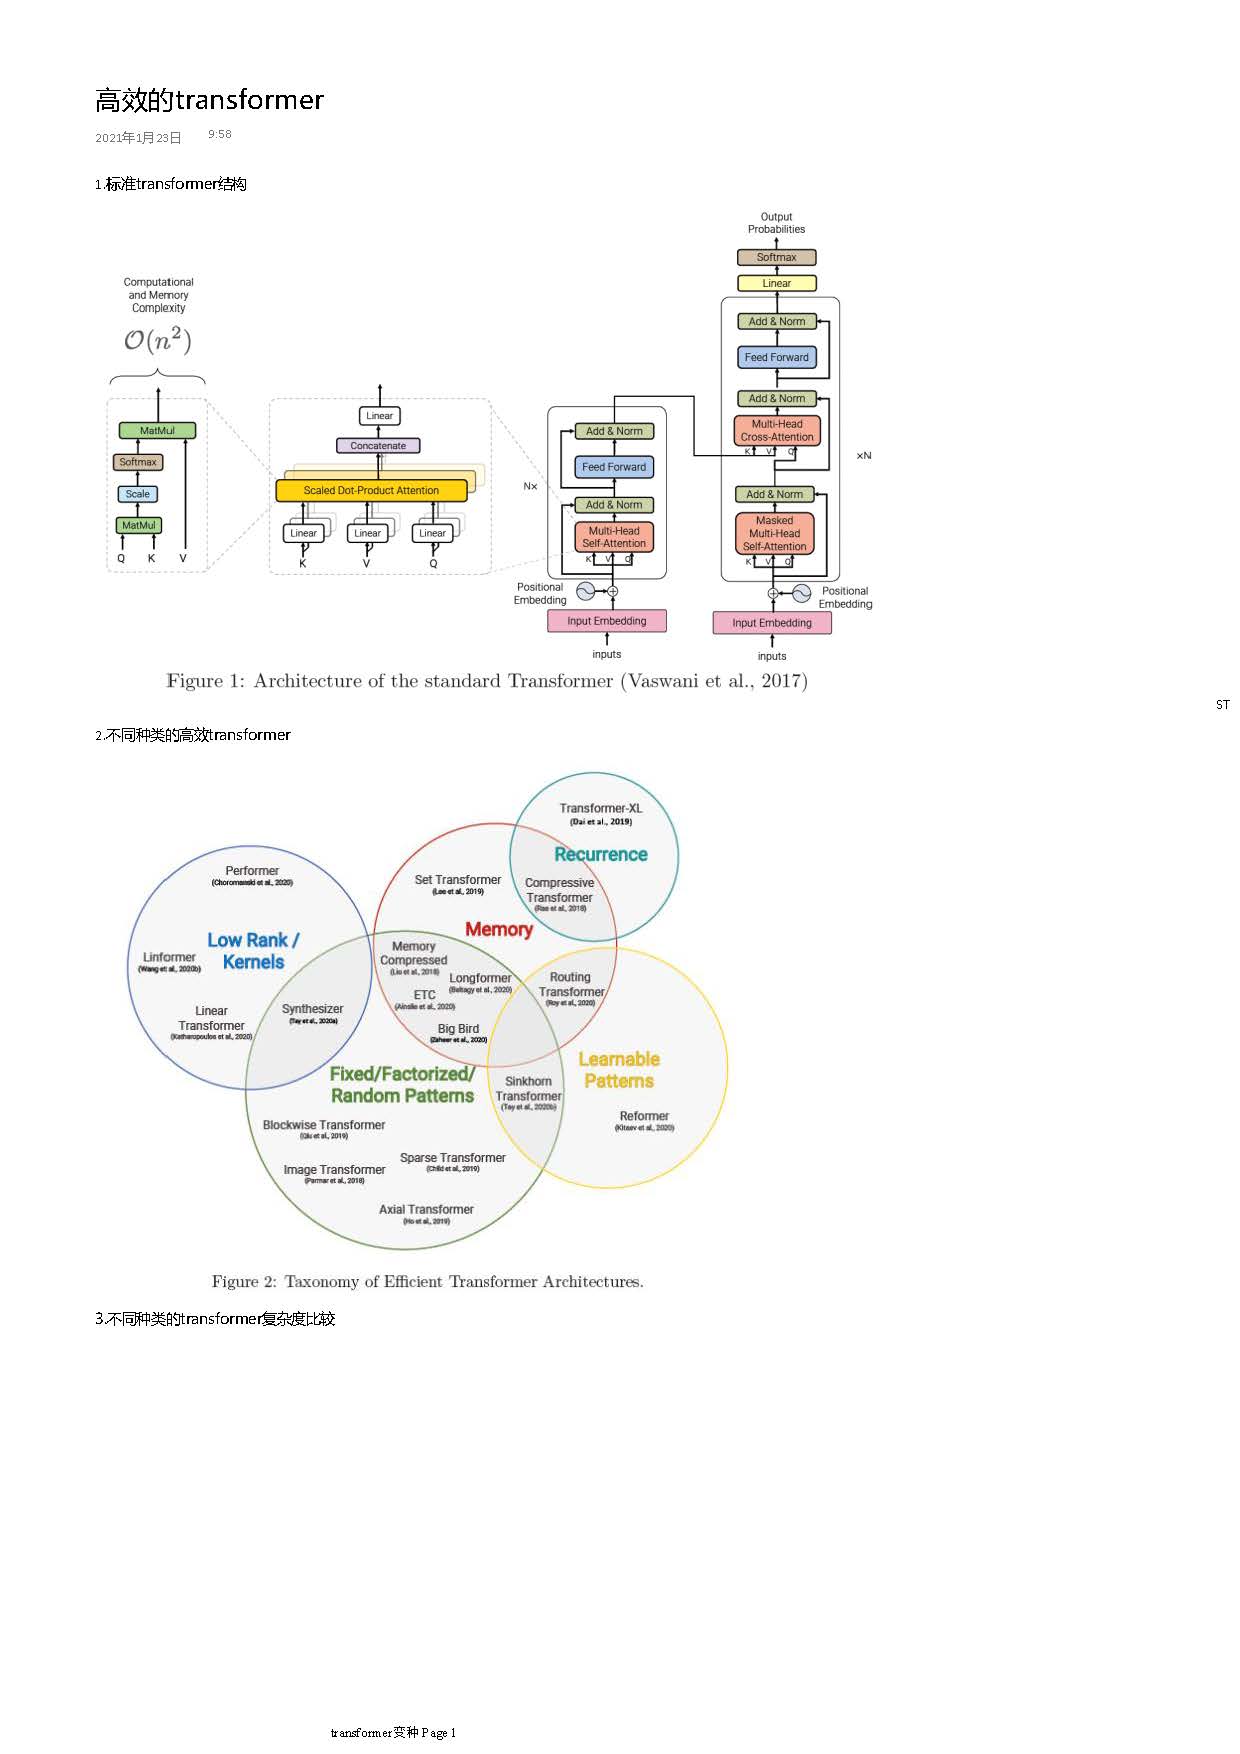 高效的transformer
2021年1月23日 9:58
1.标准transformer结构
Output
Probabilities
Softmax
Linear
Add & Norm
Feed Forward
Add & Norm
Multi-Head
Cross-Attention
K V Q
×N
Add & Norm
Masked
Multi-Head
Self-Attention
K V Q
Positional
Embedding
Input Embedding
inputs
Computational
and Memory
Complexity
O(n²)
MatMul
Softmax
Scale
MatMul
Q K V
Linear
Concatenate
Scaled Dot-Product Attention
Linear Linear Linear
K V Q
Add & Norm
Feed Forward
N×
Add & Norm
Multi-Head
Self-Attention
K V Q
Positional
Embedding
Input Embedding
inputs
Figure 1: Architecture of the standard Transformer (Vaswani et al., 2017)
ST
2.不同种类的高效transformer
Transformer-XL
(Dai et al., 2019)
Recurrence
Compressive
Transformer
(Rae et al., 2018)
Set Transformer
(Lee et al., 2019)
Memory
Performer
(Choromanski et al., 2020)
Low Rank /
Kernels
Linformer
(Wang et al., 2020b)
Linear
Transformer
(Katharopoulos et al., 2020)
Synthesizer
(Tay et al., 2020a)
Memory
Compressed
(Liu et al., 2018)
Longformer
(Beltagy et al., 2020)
ETC
(Ainslie et al., 2020)
Big Bird
(Zaheer et al., 2020)
Routing
Transformer
(Roy et al., 2020)
Learnable
Patterns
Sinkhorn
Transformer
(Tay et al., 2020b)
Reformer
(Kitaev et al., 2020)
Fixed/Factorized/
Random Patterns
Blockwise Transformer
(Qiu et al., 2019)
Sparse Transformer
(Child et al., 2019)
Image Transformer
(Parmar et al., 2018)
Axial Transformer
(Ho et al., 2019)
Figure 2: Taxonomy of Efficient Transformer Architectures.
3.不同种类的transformer复杂度比较
transformer变种 Page 1